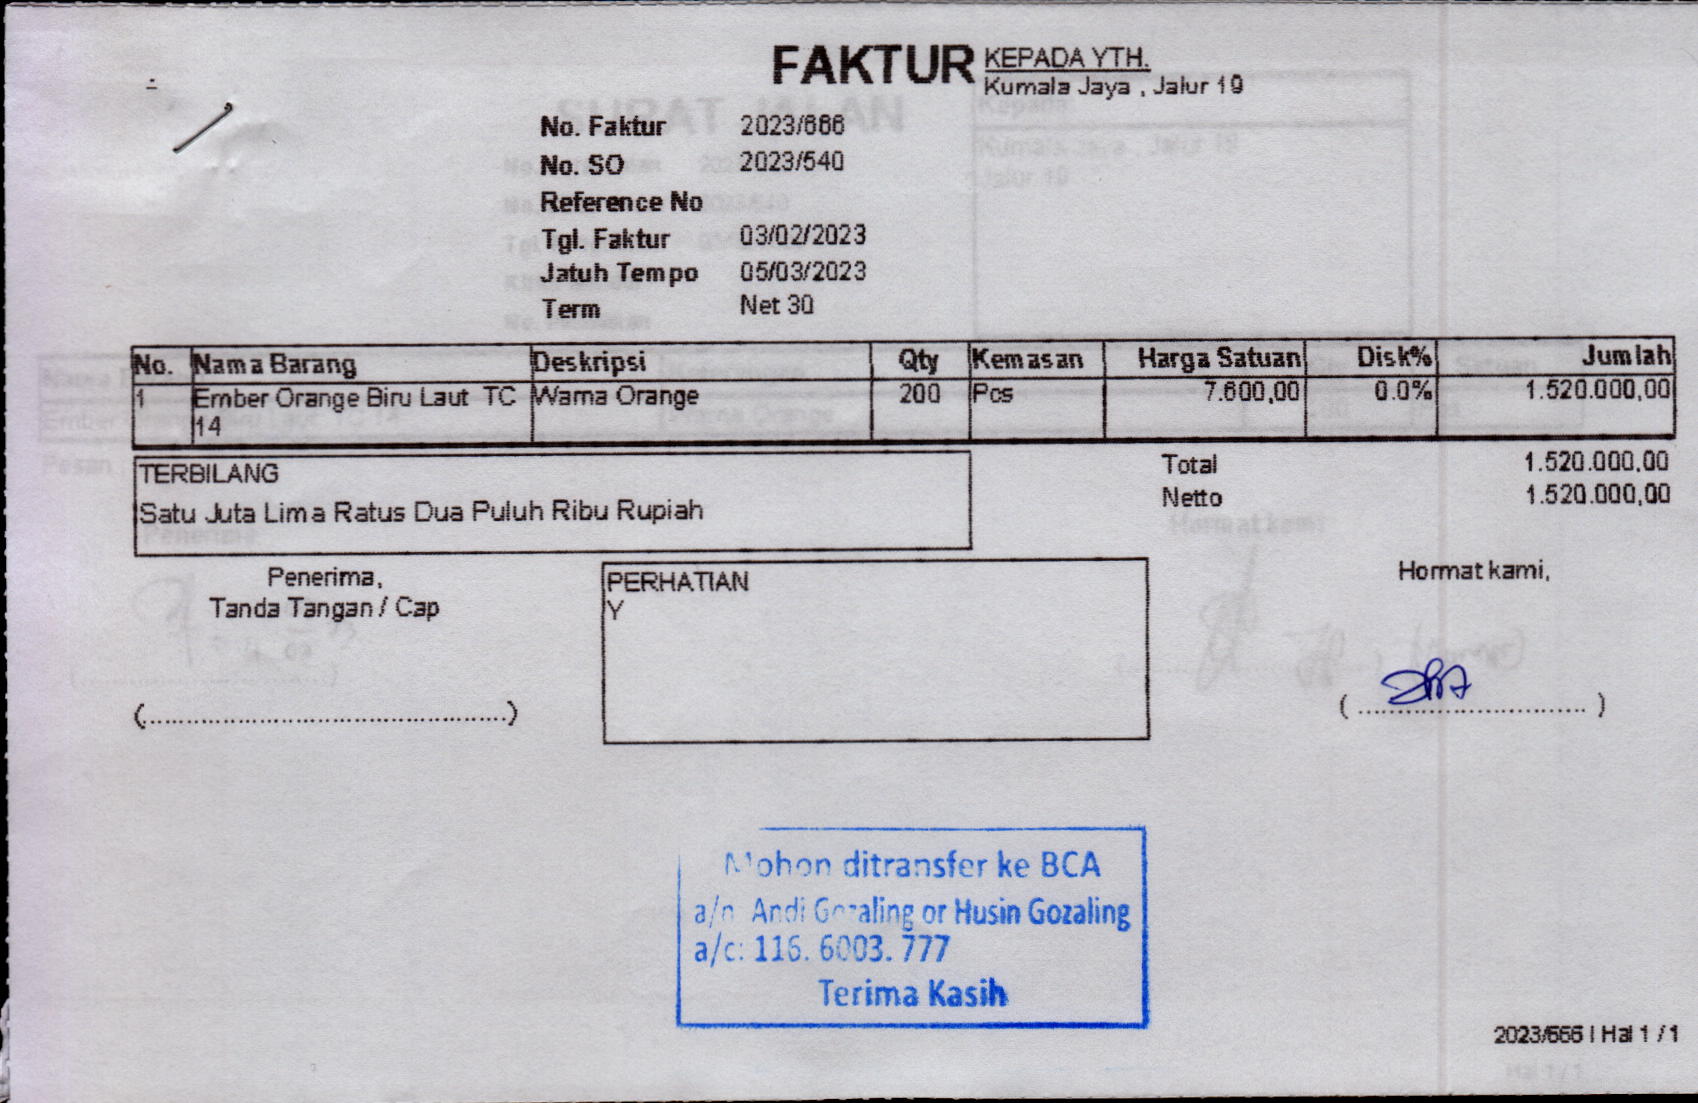 FAKTUR
KEPADA YTH.
Kumala Jaya , Jalur 19
No. Faktur 2023/666
No. SO 2023/540
Reference No
Tgl. Faktur 03/02/2023
Jatuh Tempo 05/03/2023
Term Net 30
No. Nama Barang Deskripsi Qty Kemasan Harga Satuan Disk% Jumlah
1 Ember Orange Biru Laut TC Warna Orange 200 Pcs 7.600,00 0.0% 1.520.000,00
14
TERBILANG
Satu Juta Lima Ratus Dua Puluh Ribu Rupiah
Total 1.520.000,00
Netto 1.520.000,00
Penerima,
Tanda Tangan / Cap
PERHATIAN
Y
Hormat kami,
Mohon ditransfer ke BCA
a/n Andi Gozaling or Husin Gozaling
a/c: 116. 6003. 777
Terima Kasih
2023/666 | Hal 1 / 1